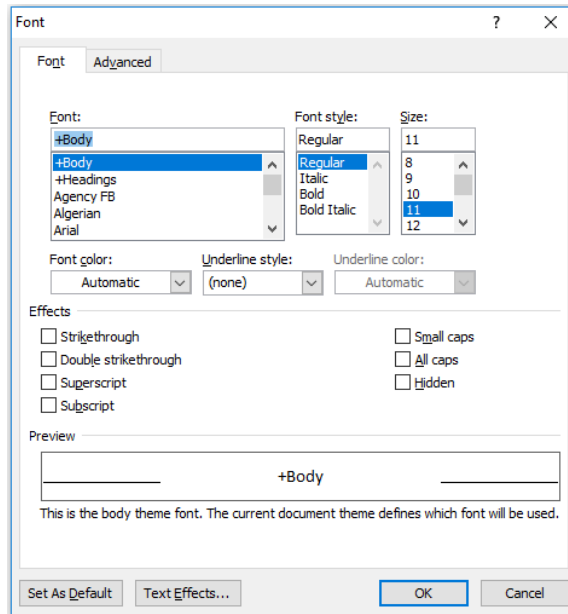 Font ? X
Font Advanced
Font: Font style: Size:
+Body Regular 11
+Body Regular 8
+Headings Italic 9
Agency FB Bold 10
Algerian Bold Italic 11
Arial 12
Font color: Underline style: Underline color:
Automatic (none) Automatic
Effects
Strikethrough Small caps
Double strikethrough All caps
Superscript Hidden
Subscript
Preview
+Body
This is the body theme font. The current document theme defines which font will be used.
Set As Default Text Effects... OK Cancel